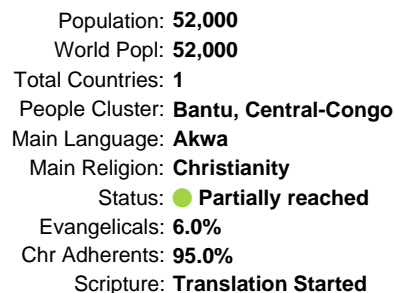 Population: 52,000
World Popl: 52,000
Total Countries: 1
People Cluster: Bantu, Central-Congo
Main Language: Akwa
Main Religion: Christianity
Status: Partially reached
Evangelicals: 6.0%
Chr Adherents: 95.0%
Scripture: Translation Started